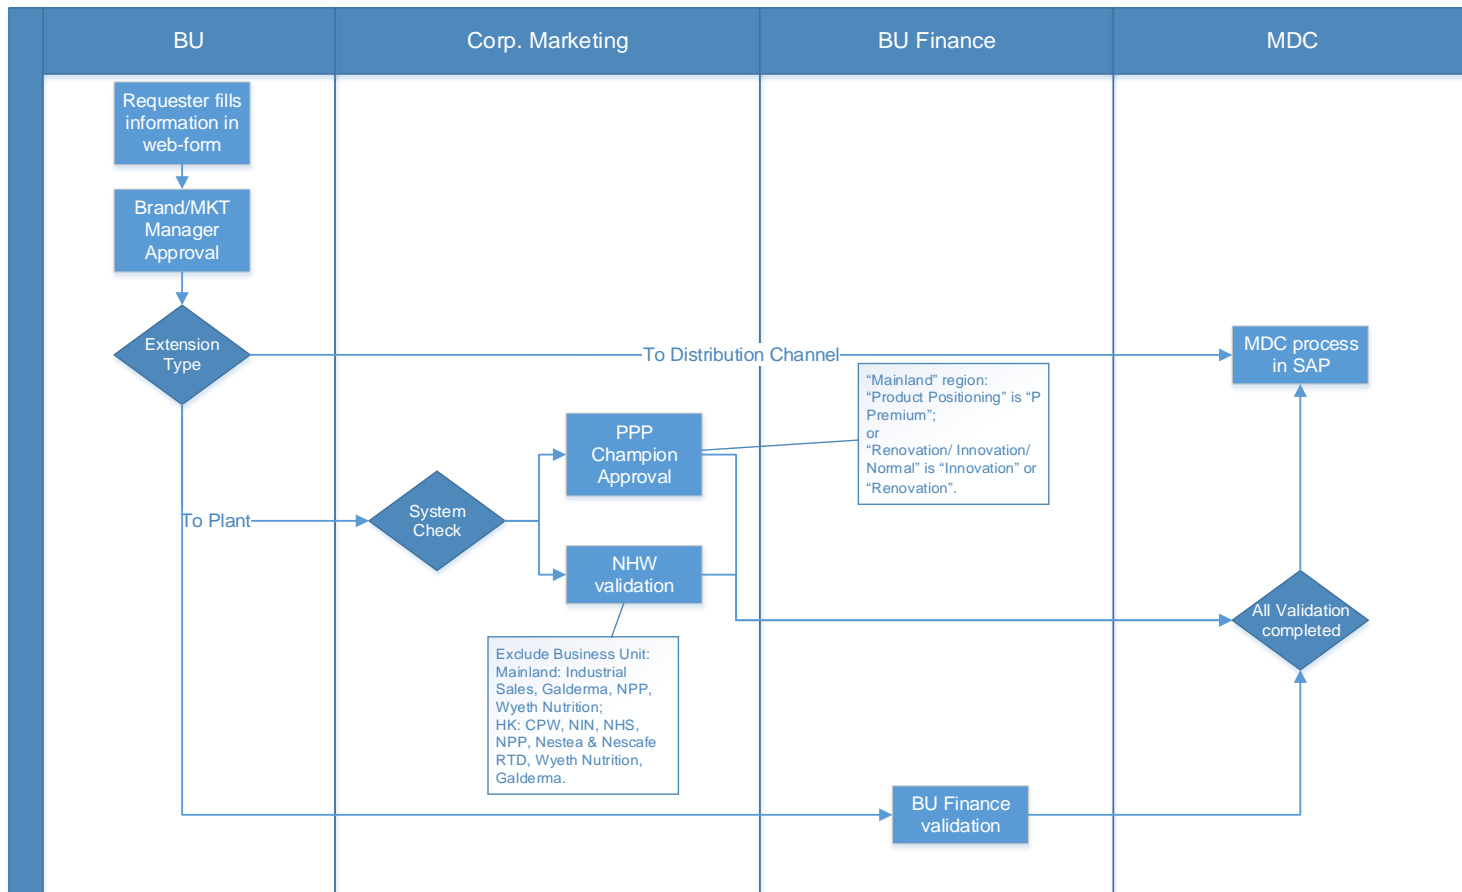 BU
Corp. Marketing
BU Finance
MDC
Requester fills
information in
web-form
Brand/MKT
Manager
Approval
Extension
Type
To Distribution Channel
MDC process
in SAP
“Mainland” region:
“Product Positioning” is “P
Premium”;
or
“Renovation/ Innovation/
Normal” is “Innovation” or
“Renovation”.
PPP
Champion
Approval
To Plant
System
Check
NHW
validation
All Validation
completed
Exclude Business Unit:
Mainland: Industrial
Sales, Galderma, NPP,
Wyeth Nutrition;
HK: CPW, NIN, NHS,
NPP, Nestea & Nescafe
RTD, Wyeth Nutrition,
Galderma.
BU Finance
validation